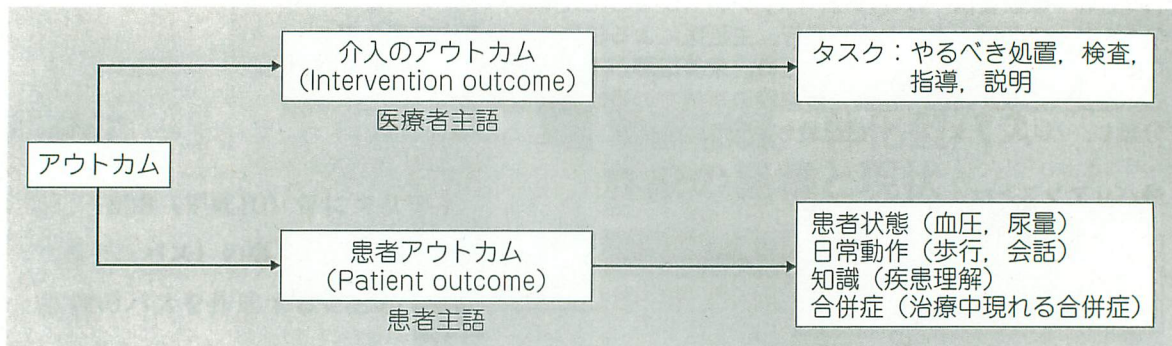 アウトカム
介入のアウトカム
(Intervention outcome)
医療者主語
タスク：やるべき処置，検査，
指導，説明
患者アウトカム
(Patient outcome)
患者主語
患者状態（血圧，尿量）
日常動作（歩行，会話）
知識（疾患理解）
合併症（治療中現れる合併症）